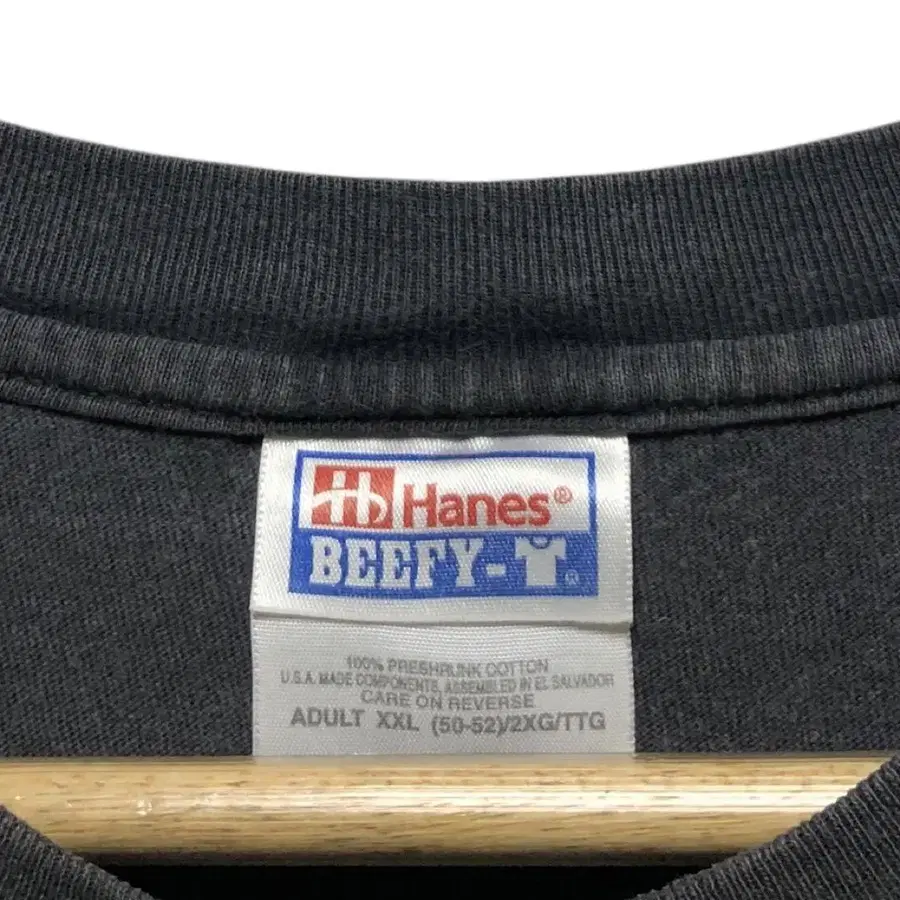 Hanes®
BEEFY-T®
100% PRESHRUNK COTTON
U.S.A. MADE COMPONENTS, ASSEMBLED IN EL SALVADOR
CARE ON REVERSE
ADULT XXL (50-52)/2XG/TTG